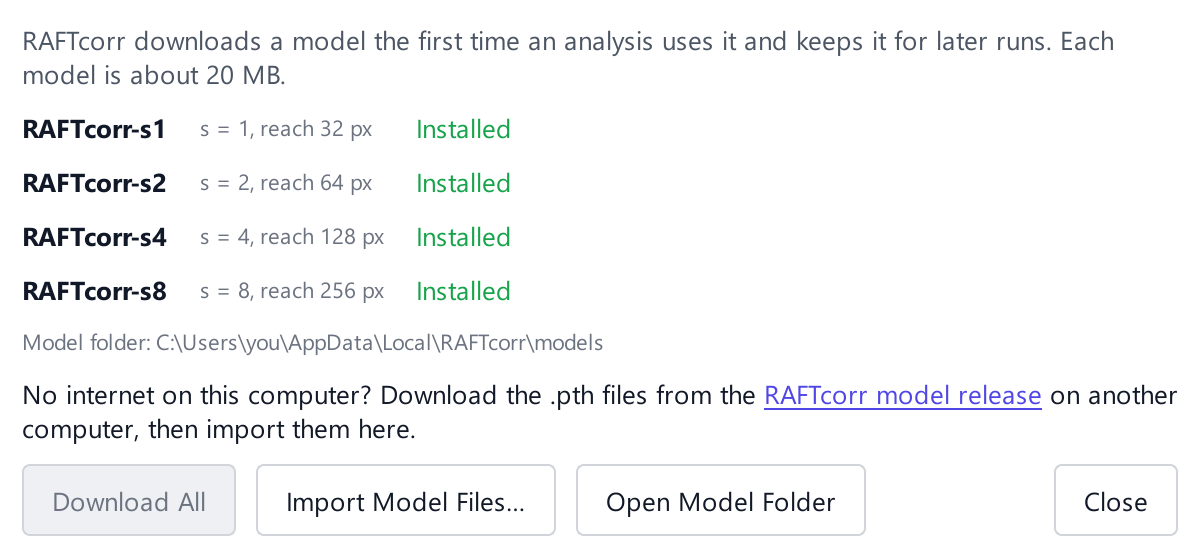 RAFTcorr downloads a model the first time an analysis uses it and keeps it for later runs. Each
model is about 20 MB.
RAFTcorr-s1 s = 1, reach 32 px Installed
RAFTcorr-s2 s = 2, reach 64 px Installed
RAFTcorr-s4 s = 4, reach 128 px Installed
RAFTcorr-s8 s = 8, reach 256 px Installed
Model folder: C:\Users\you\AppData\Local\RAFTcorr\models
No internet on this computer? Download the .pth files from the RAFTcorr model release on another
computer, then import them here.
Download All Import Model Files... Open Model Folder Close